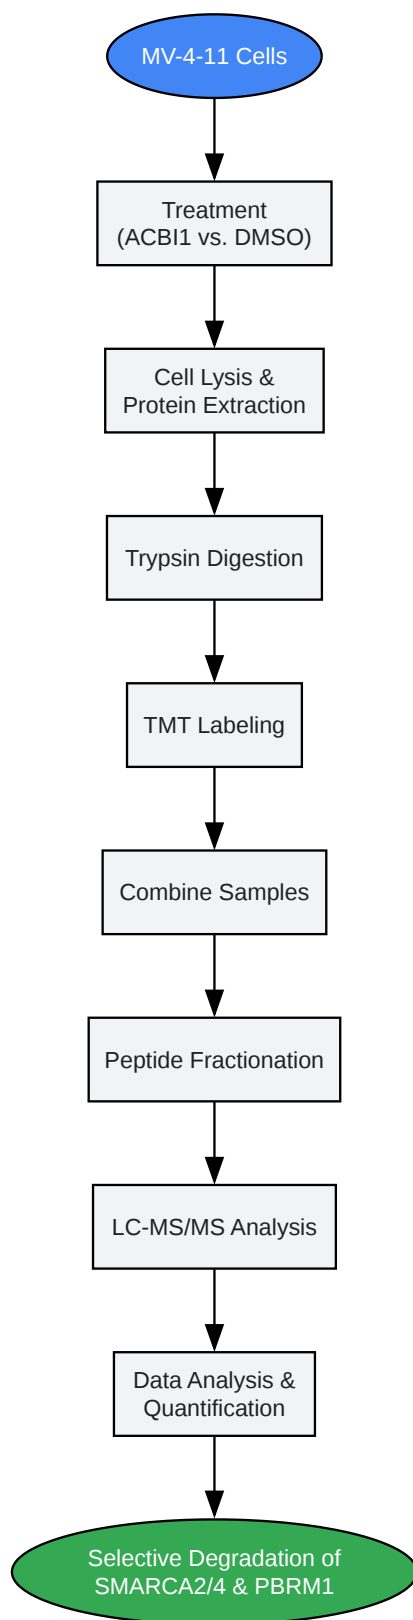 MV-4-11 Cells
Treatment
(ACBI1 vs. DMSO)
Cell Lysis &
Protein Extraction
Trypsin Digestion
TMT Labeling
Combine Samples
Peptide Fractionation
LC-MS/MS Analysis
Data Analysis &
Quantification
Selective Degradation of
SMARCA2/4 & PBRM1